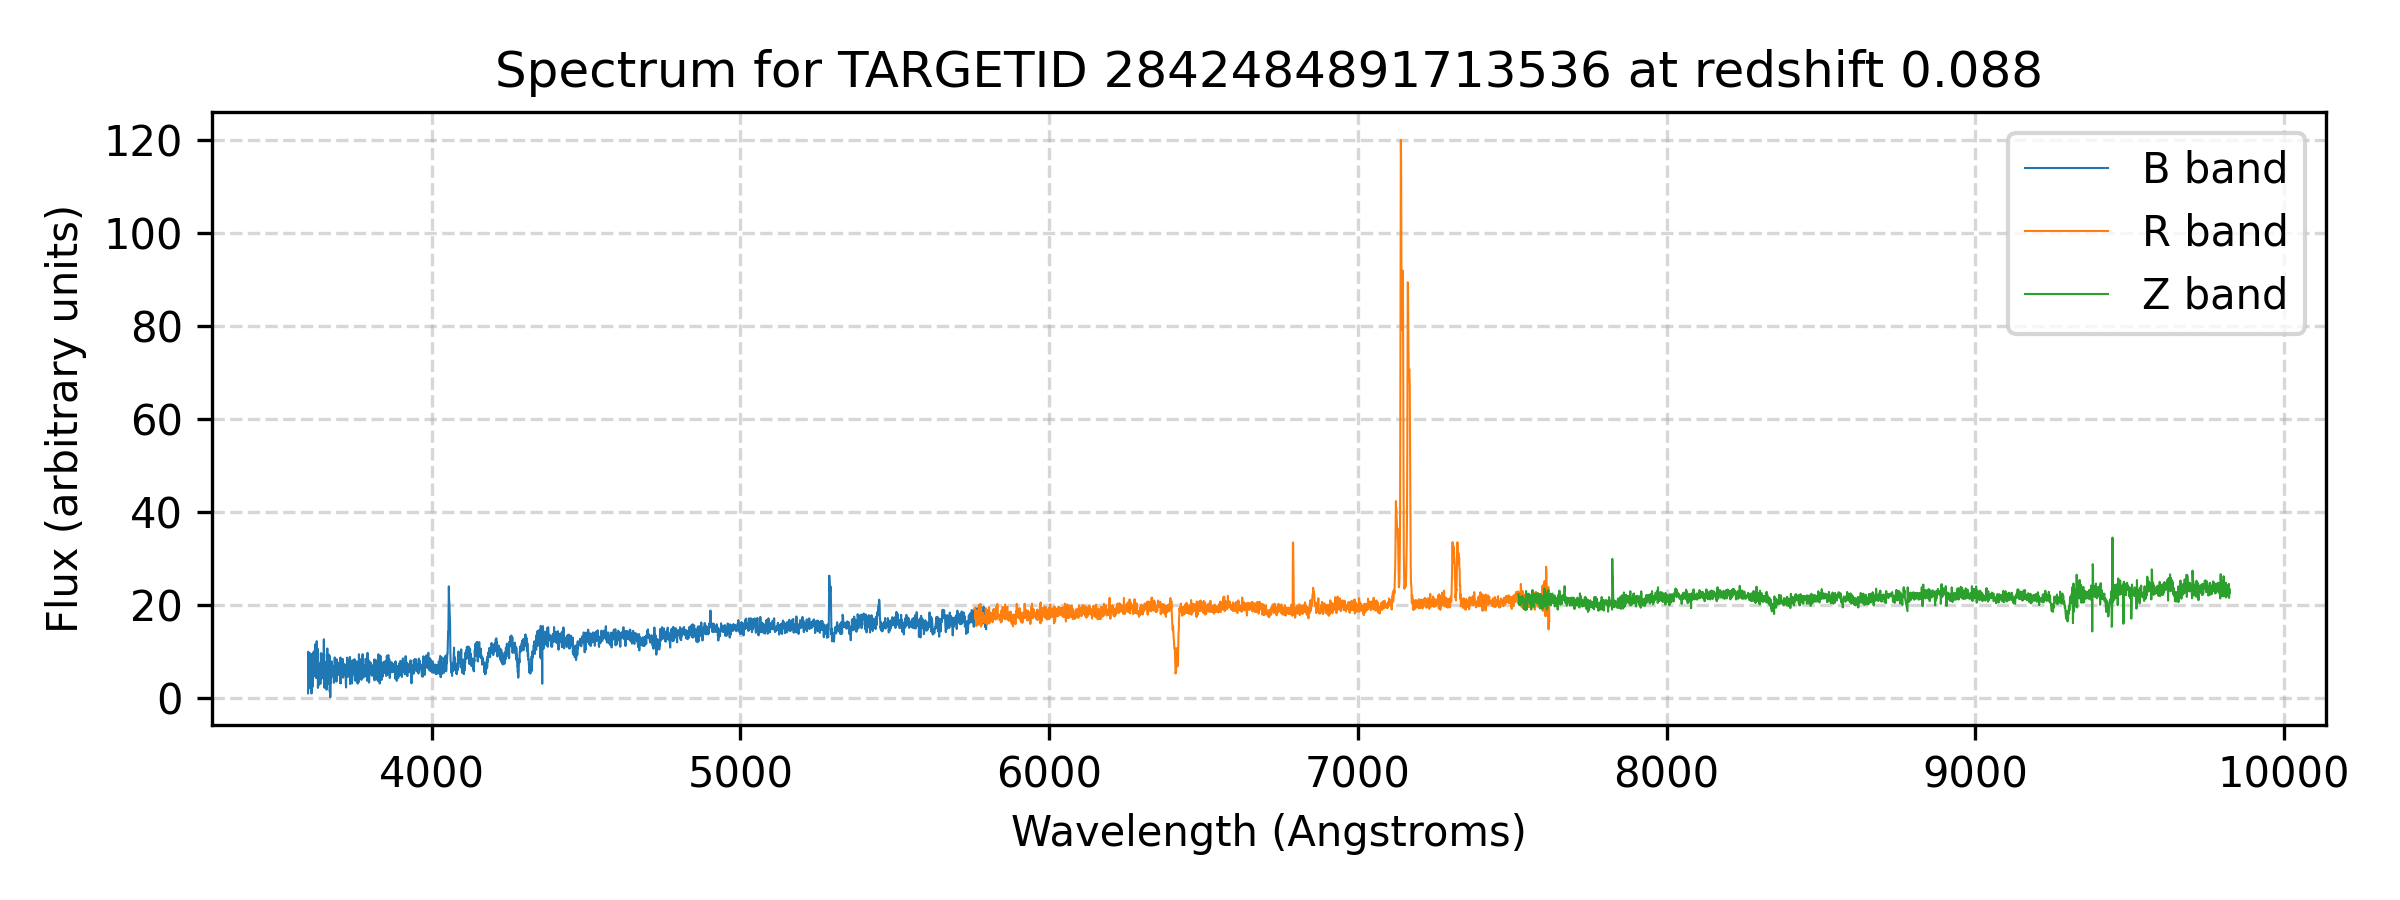 Spectrum for TARGETID 2842484891713536 at redshift 0.088
120
100
80
60
40
20
0
Flux (arbitrary units)
B band
R band
Z band
4000 5000 6000 7000 8000 9000 10000
Wavelength (Angstroms)